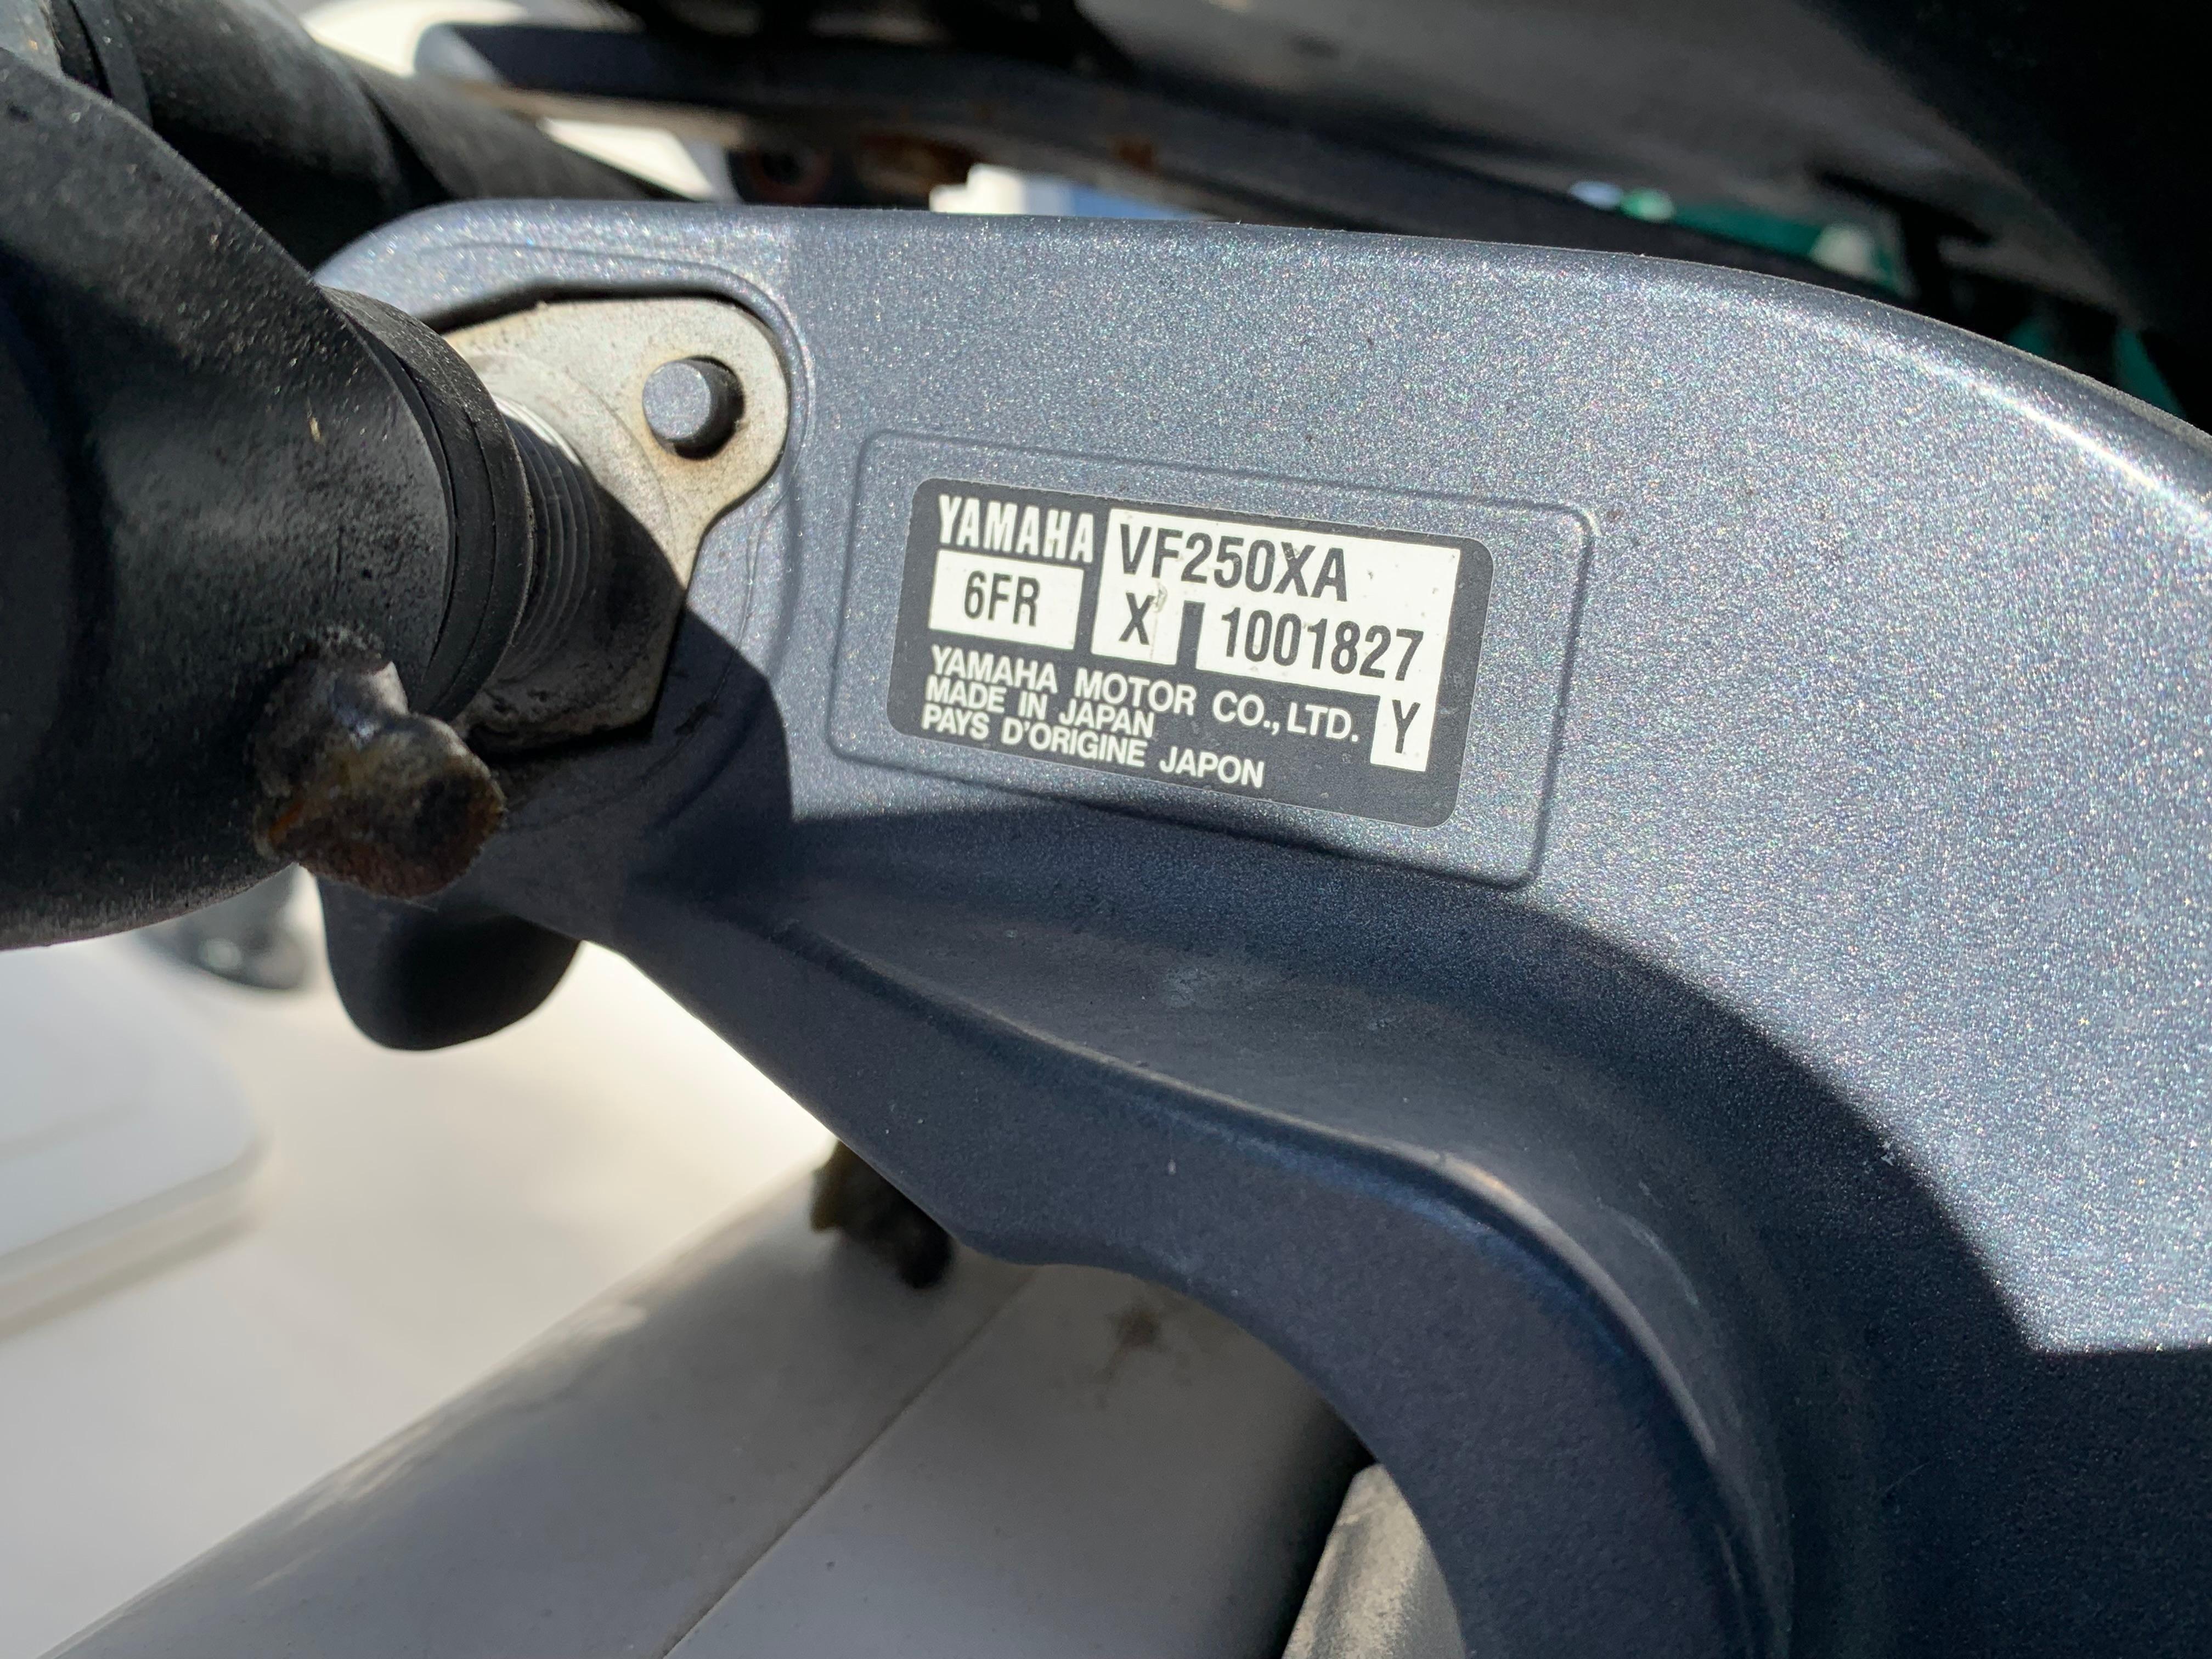 YAMAHA VF250XA
6FR X 1001827
YAMAHA MOTOR CO., LTD. Y
MADE IN JAPAN
PAYS D'ORIGINE JAPON